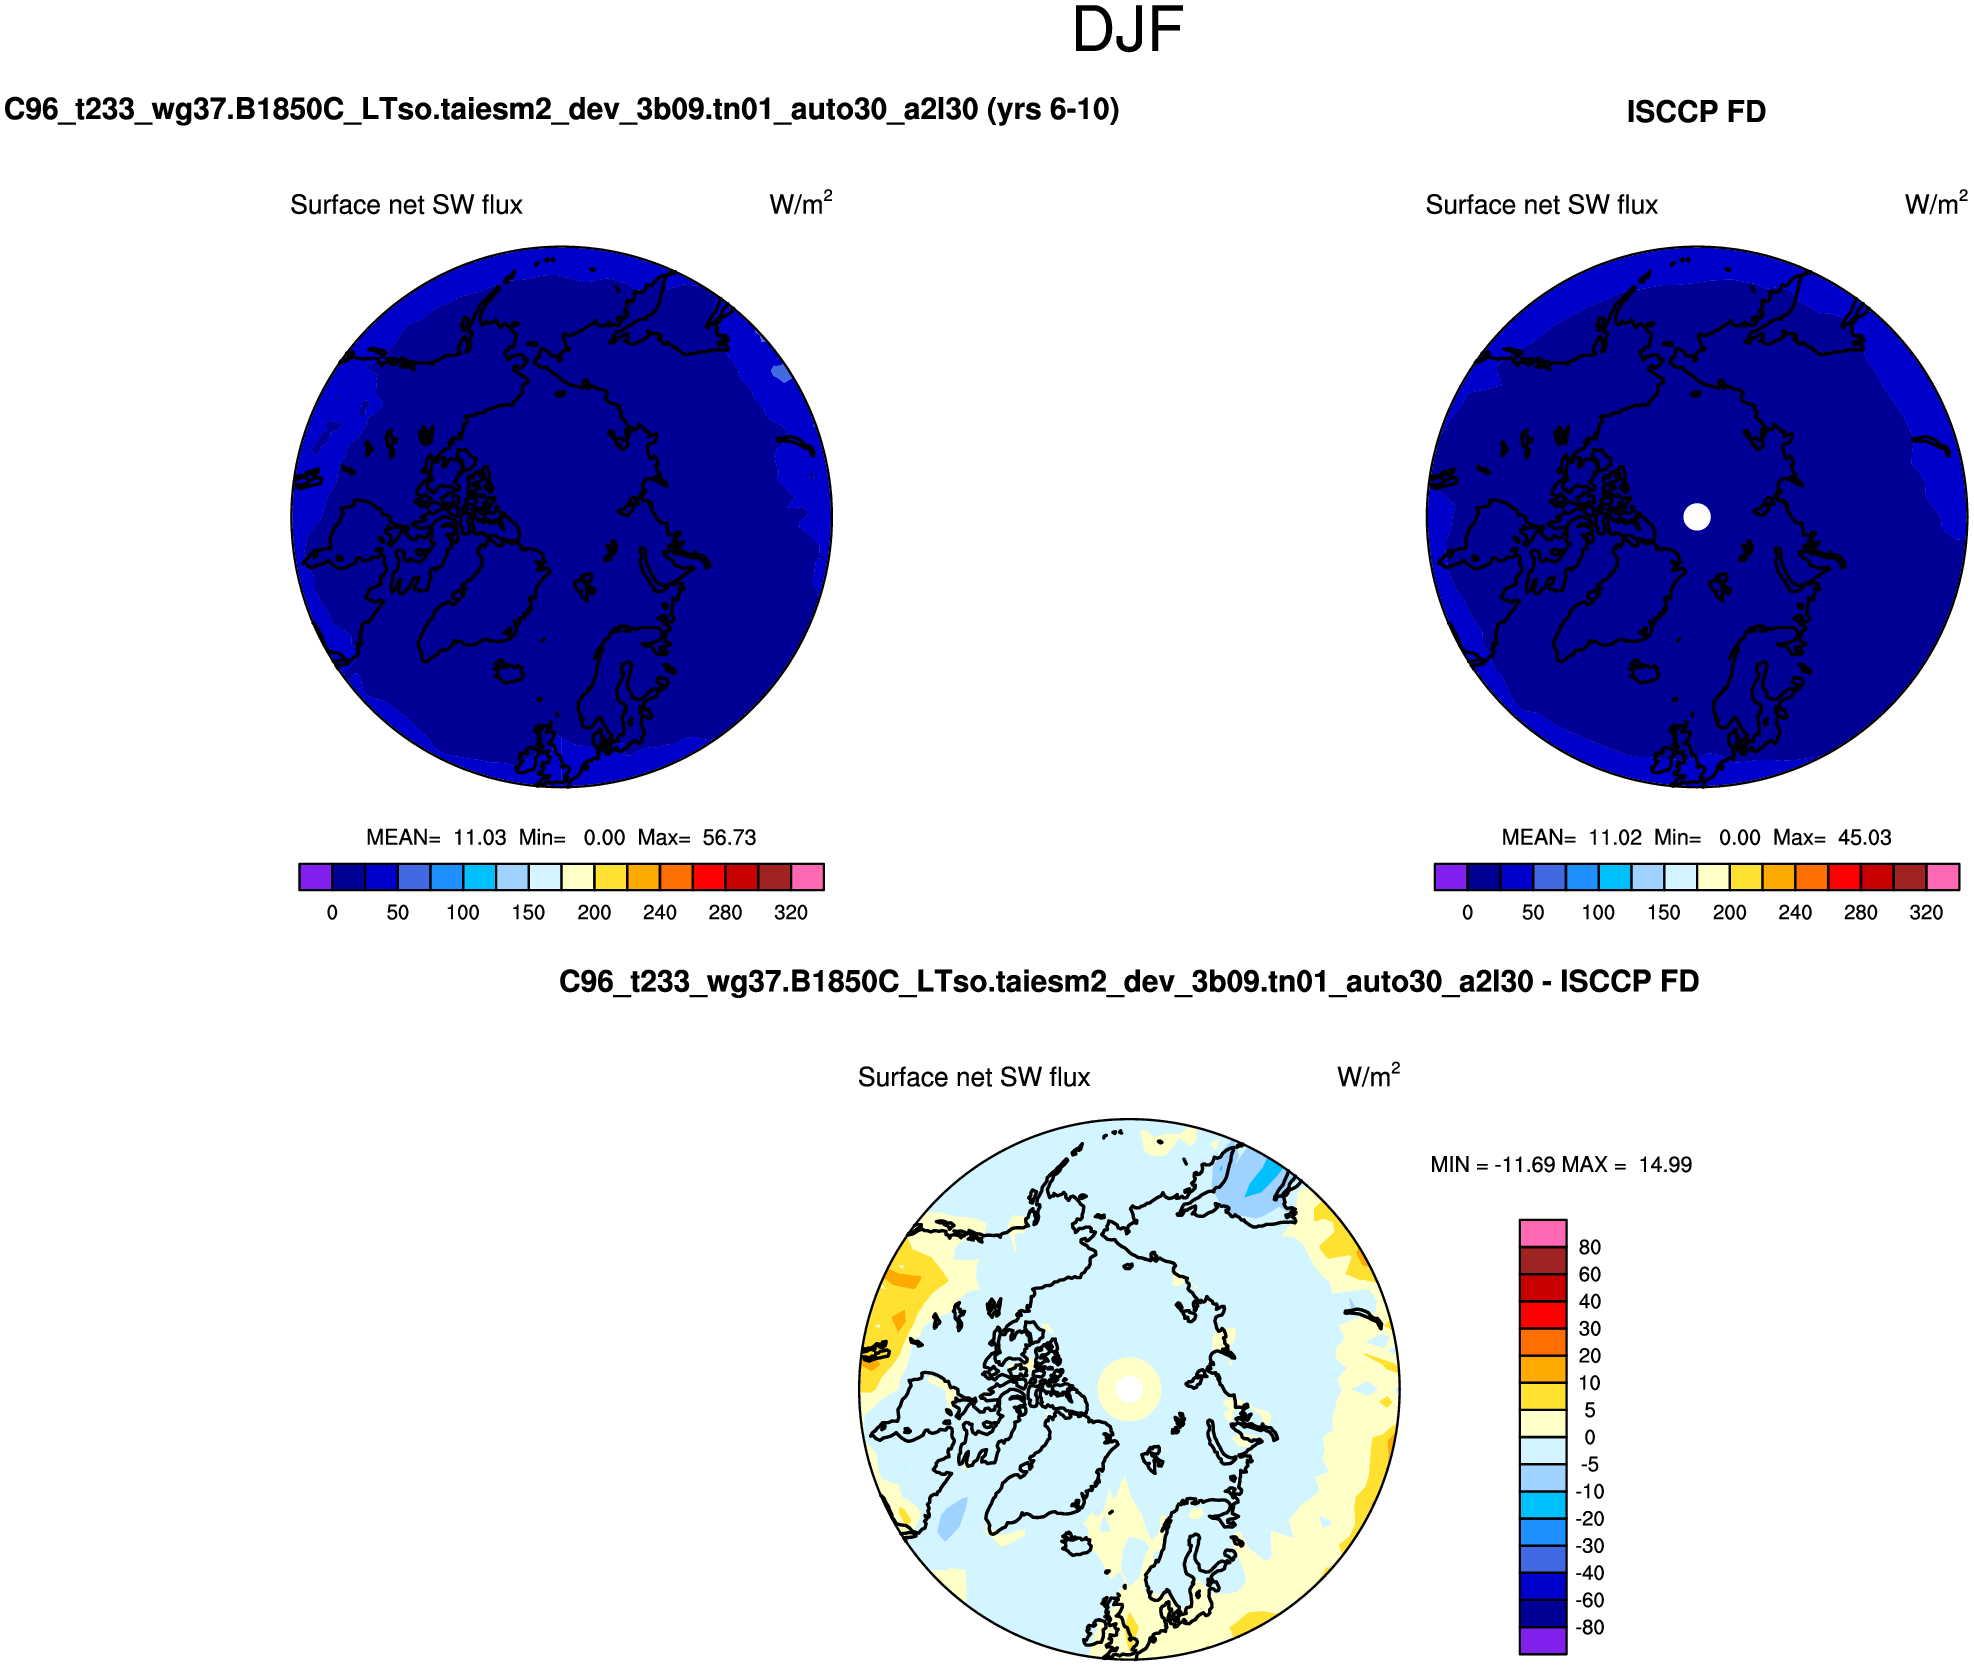 DJF
C96_t233_wg37.B1850C_LTso.taiesm2_dev_3b09.tn01_auto30_a2l30 (yrs 6-10)
ISCCP FD
Surface net SW flux W/m2
Surface net SW flux W/m2
MEAN= 11.03 Min= 0.00 Max= 56.73
MEAN= 11.02 Min= 0.00 Max= 45.03
0 50 100 150 200 240 280 320
0 50 100 150 200 240 280 320
C96_t233_wg37.B1850C_LTso.taiesm2_dev_3b09.tn01_auto30_a2l30 - ISCCP FD
Surface net SW flux W/m2
MIN = -11.69 MAX = 14.99
80
60
40
30
20
10
5
0
-5
-10
-20
-30
-40
-60
-80